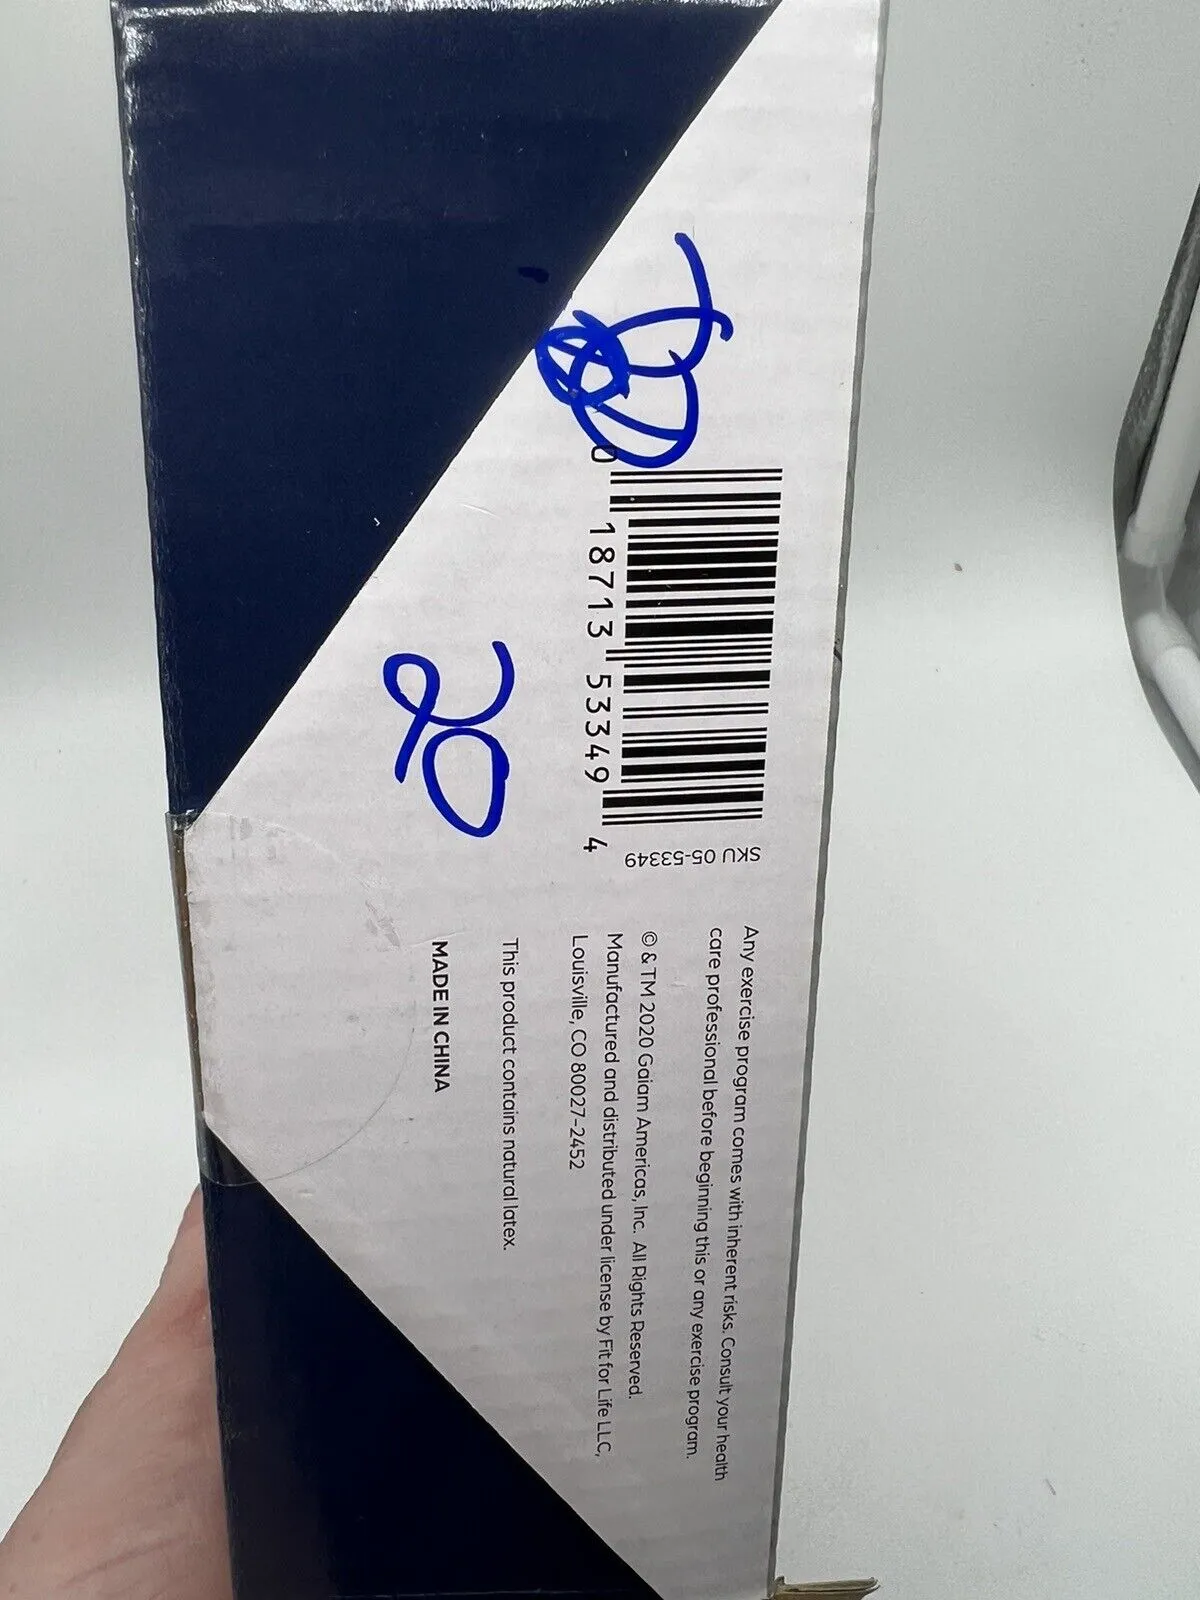 0 18713 53349 4
SKU 05-53349
20
Any exercise program comes with inherent risks. Consult your health
care professional before beginning this or any exercise program.
© & TM 2020 Gaiam Americas, Inc. All Rights Reserved.
Manufactured and distributed under license by Fit for Life LLC,
Louisville, CO 80027-2452
This product contains natural latex.
MADE IN CHINA